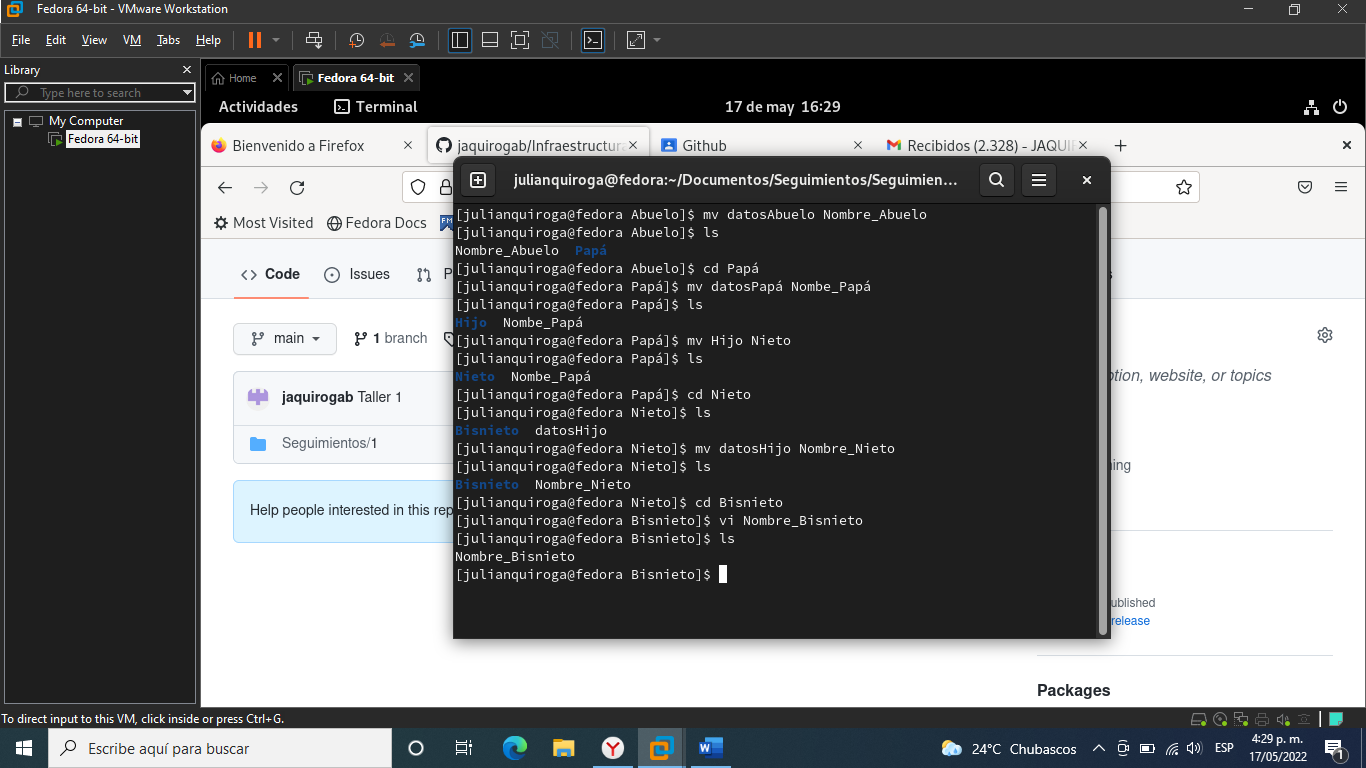 Fedora 64-bit - VMware Workstation
File Edit View VM Tabs Help
Library
Type here to search
My Computer
Fedora 64-bit
Home
Fedora 64-bit
Actividades Terminal 17 de may 16:29
Bienvenido a Firefox
jaquirogab/Infraestructura
Github
Recibidos (2.328) - JAQUIR
julianquiroga@fedora:~/Documentos/Seguimientos/Seguimien...
Most Visited Fedora Docs
Code Issues P
main 1 branch
jaquirogab Taller 1
Seguimientos/1
Help people interested in this rep
[julianquiroga@fedora Abuelo]$ mv datosAbuelo Nombre_Abuelo
[julianquiroga@fedora Abuelo]$ ls
Nombre_Abuelo Papá
[julianquiroga@fedora Abuelo]$ cd Papá
[julianquiroga@fedora Papá]$ mv datosPapá Nombe_Papá
[julianquiroga@fedora Papá]$ ls
Hijo Nombe_Papá
[julianquiroga@fedora Papá]$ mv Hijo Nieto
[julianquiroga@fedora Papá]$ ls
Nieto Nombe_Papá
[julianquiroga@fedora Papá]$ cd Nieto
[julianquiroga@fedora Nieto]$ ls
Bisnieto datosHijo
[julianquiroga@fedora Nieto]$ mv datosHijo Nombre_Nieto
[julianquiroga@fedora Nieto]$ ls
Bisnieto Nombre_Nieto
[julianquiroga@fedora Nieto]$ cd Bisnieto
[julianquiroga@fedora Bisnieto]$ vi Nombre_Bisnieto
[julianquiroga@fedora Bisnieto]$ ls
Nombre_Bisnieto
[julianquiroga@fedora Bisnieto]$
ption, website, or topics
ing
ublished
release
Packages
To direct input to this VM, click inside or press Ctrl+G.
Escribe aquí para buscar
24°C Chubascos
ESP
4:29 p. m.
17/05/2022
1